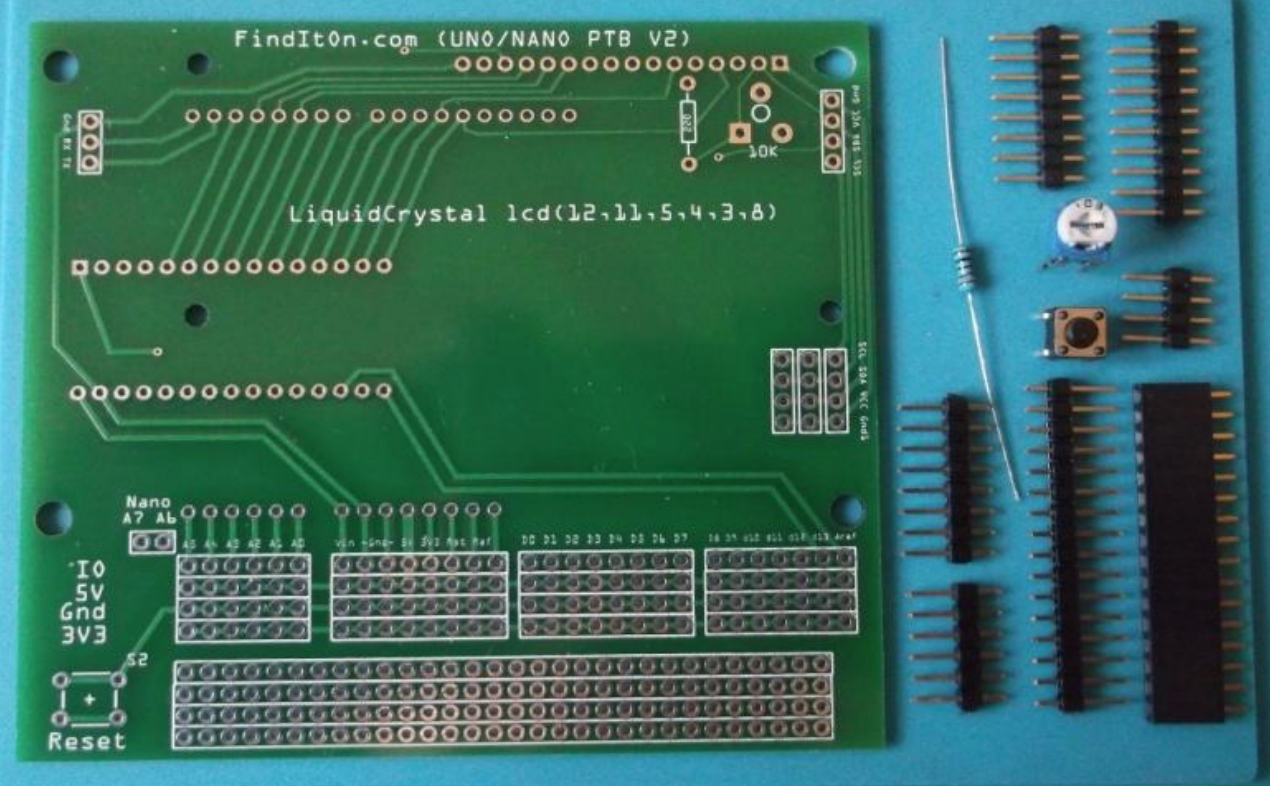 FindItOn.com (UNO/NANO PTB V2)
Gnd RX TX
220
10K
LiquidCrystal lcd(12,11,5,4,3,8)
SCL SDA VCC Gnd
Nano
A7 A6
A5 A4 A3 A2 A1 A0
Vin -Gnd- 5V 3V3 Rst Ref
D0 D1 D2 D3 D4 D5 D6 D7
D8 D9 d10 d11 d12 d13 Aref
IO
5V
Gnd
3V3
S2
+
Reset